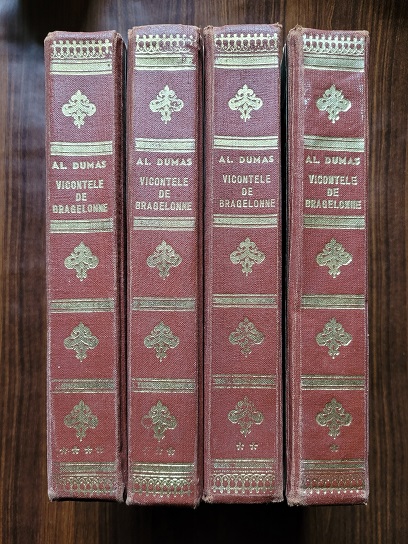 AL DUMAS
VICONTELE
DE
BRAGELONNE
****
AL DUMAS
VICONTELE
DE
BRAGELONNE
***
AL DUMAS
VICONTELE
DE
BRAGELONNE
**
AL DUMAS
VICONTELE
DE
BRAGELONNE
*